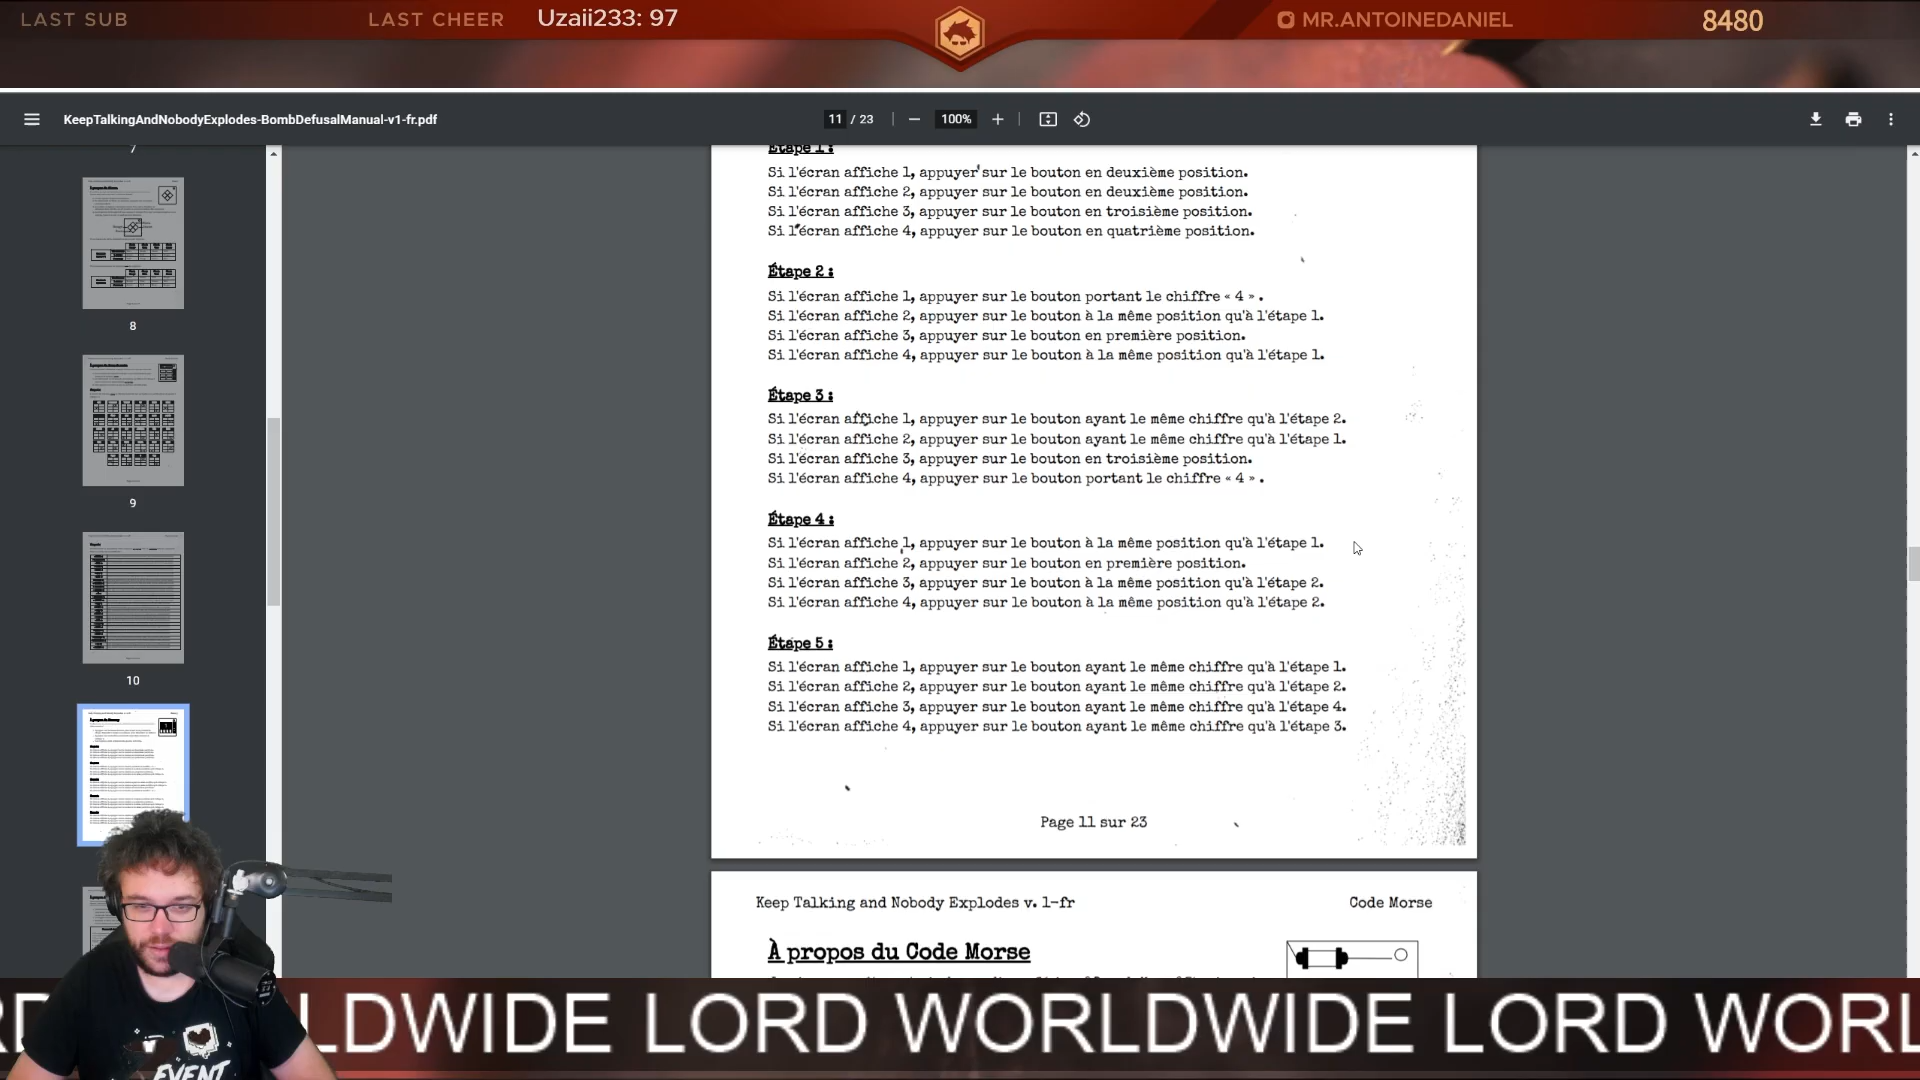 LAST SUB
LAST CHEER
Uzaii233: 97
MR.ANTOINEDANIEL
8480
KeepTalkingAndNobodyExplodes-BombDefusalManual-v1-fr.pdf
11 / 23
100%
7
8
9
10
Étape 1 :
Si l'écran affiche 1, appuyer sur le bouton en deuxième position.
Si l'écran affiche 2, appuyer sur le bouton en deuxième position.
Si l'écran affiche 3, appuyer sur le bouton en troisième position.
Si l'écran affiche 4, appuyer sur le bouton en quatrième position.
Étape 2 :
Si l'écran affiche 1, appuyer sur le bouton portant le chiffre « 4 » .
Si l'écran affiche 2, appuyer sur le bouton à la même position qu'à l'étape 1.
Si l'écran affiche 3, appuyer sur le bouton en première position.
Si l'écran affiche 4, appuyer sur le bouton à la même position qu'à l'étape 1.
Étape 3 :
Si l'écran affiche 1, appuyer sur le bouton ayant le même chiffre qu'à l'étape 2.
Si l'écran affiche 2, appuyer sur le bouton ayant le même chiffre qu'à l'étape 1.
Si l'écran affiche 3, appuyer sur le bouton en troisième position.
Si l'écran affiche 4, appuyer sur le bouton portant le chiffre « 4 » .
Étape 4 :
Si l'écran affiche 1, appuyer sur le bouton à la même position qu'à l'étape 1.
Si l'écran affiche 2, appuyer sur le bouton en première position.
Si l'écran affiche 3, appuyer sur le bouton à la même position qu'à l'étape 2.
Si l'écran affiche 4, appuyer sur le bouton à la même position qu'à l'étape 2.
Étape 5 :
Si l'écran affiche 1, appuyer sur le bouton ayant le même chiffre qu'à l'étape 1.
Si l'écran affiche 2, appuyer sur le bouton ayant le même chiffre qu'à l'étape 2.
Si l'écran affiche 3, appuyer sur le bouton ayant le même chiffre qu'à l'étape 4.
Si l'écran affiche 4, appuyer sur le bouton ayant le même chiffre qu'à l'étape 3.
Page 11 sur 23
Keep Talking and Nobody Explodes v. 1-fr
Code Morse
À propos du Code Morse
RD LDWIDE LORD WORLDWIDE LORD WORL
EVENT